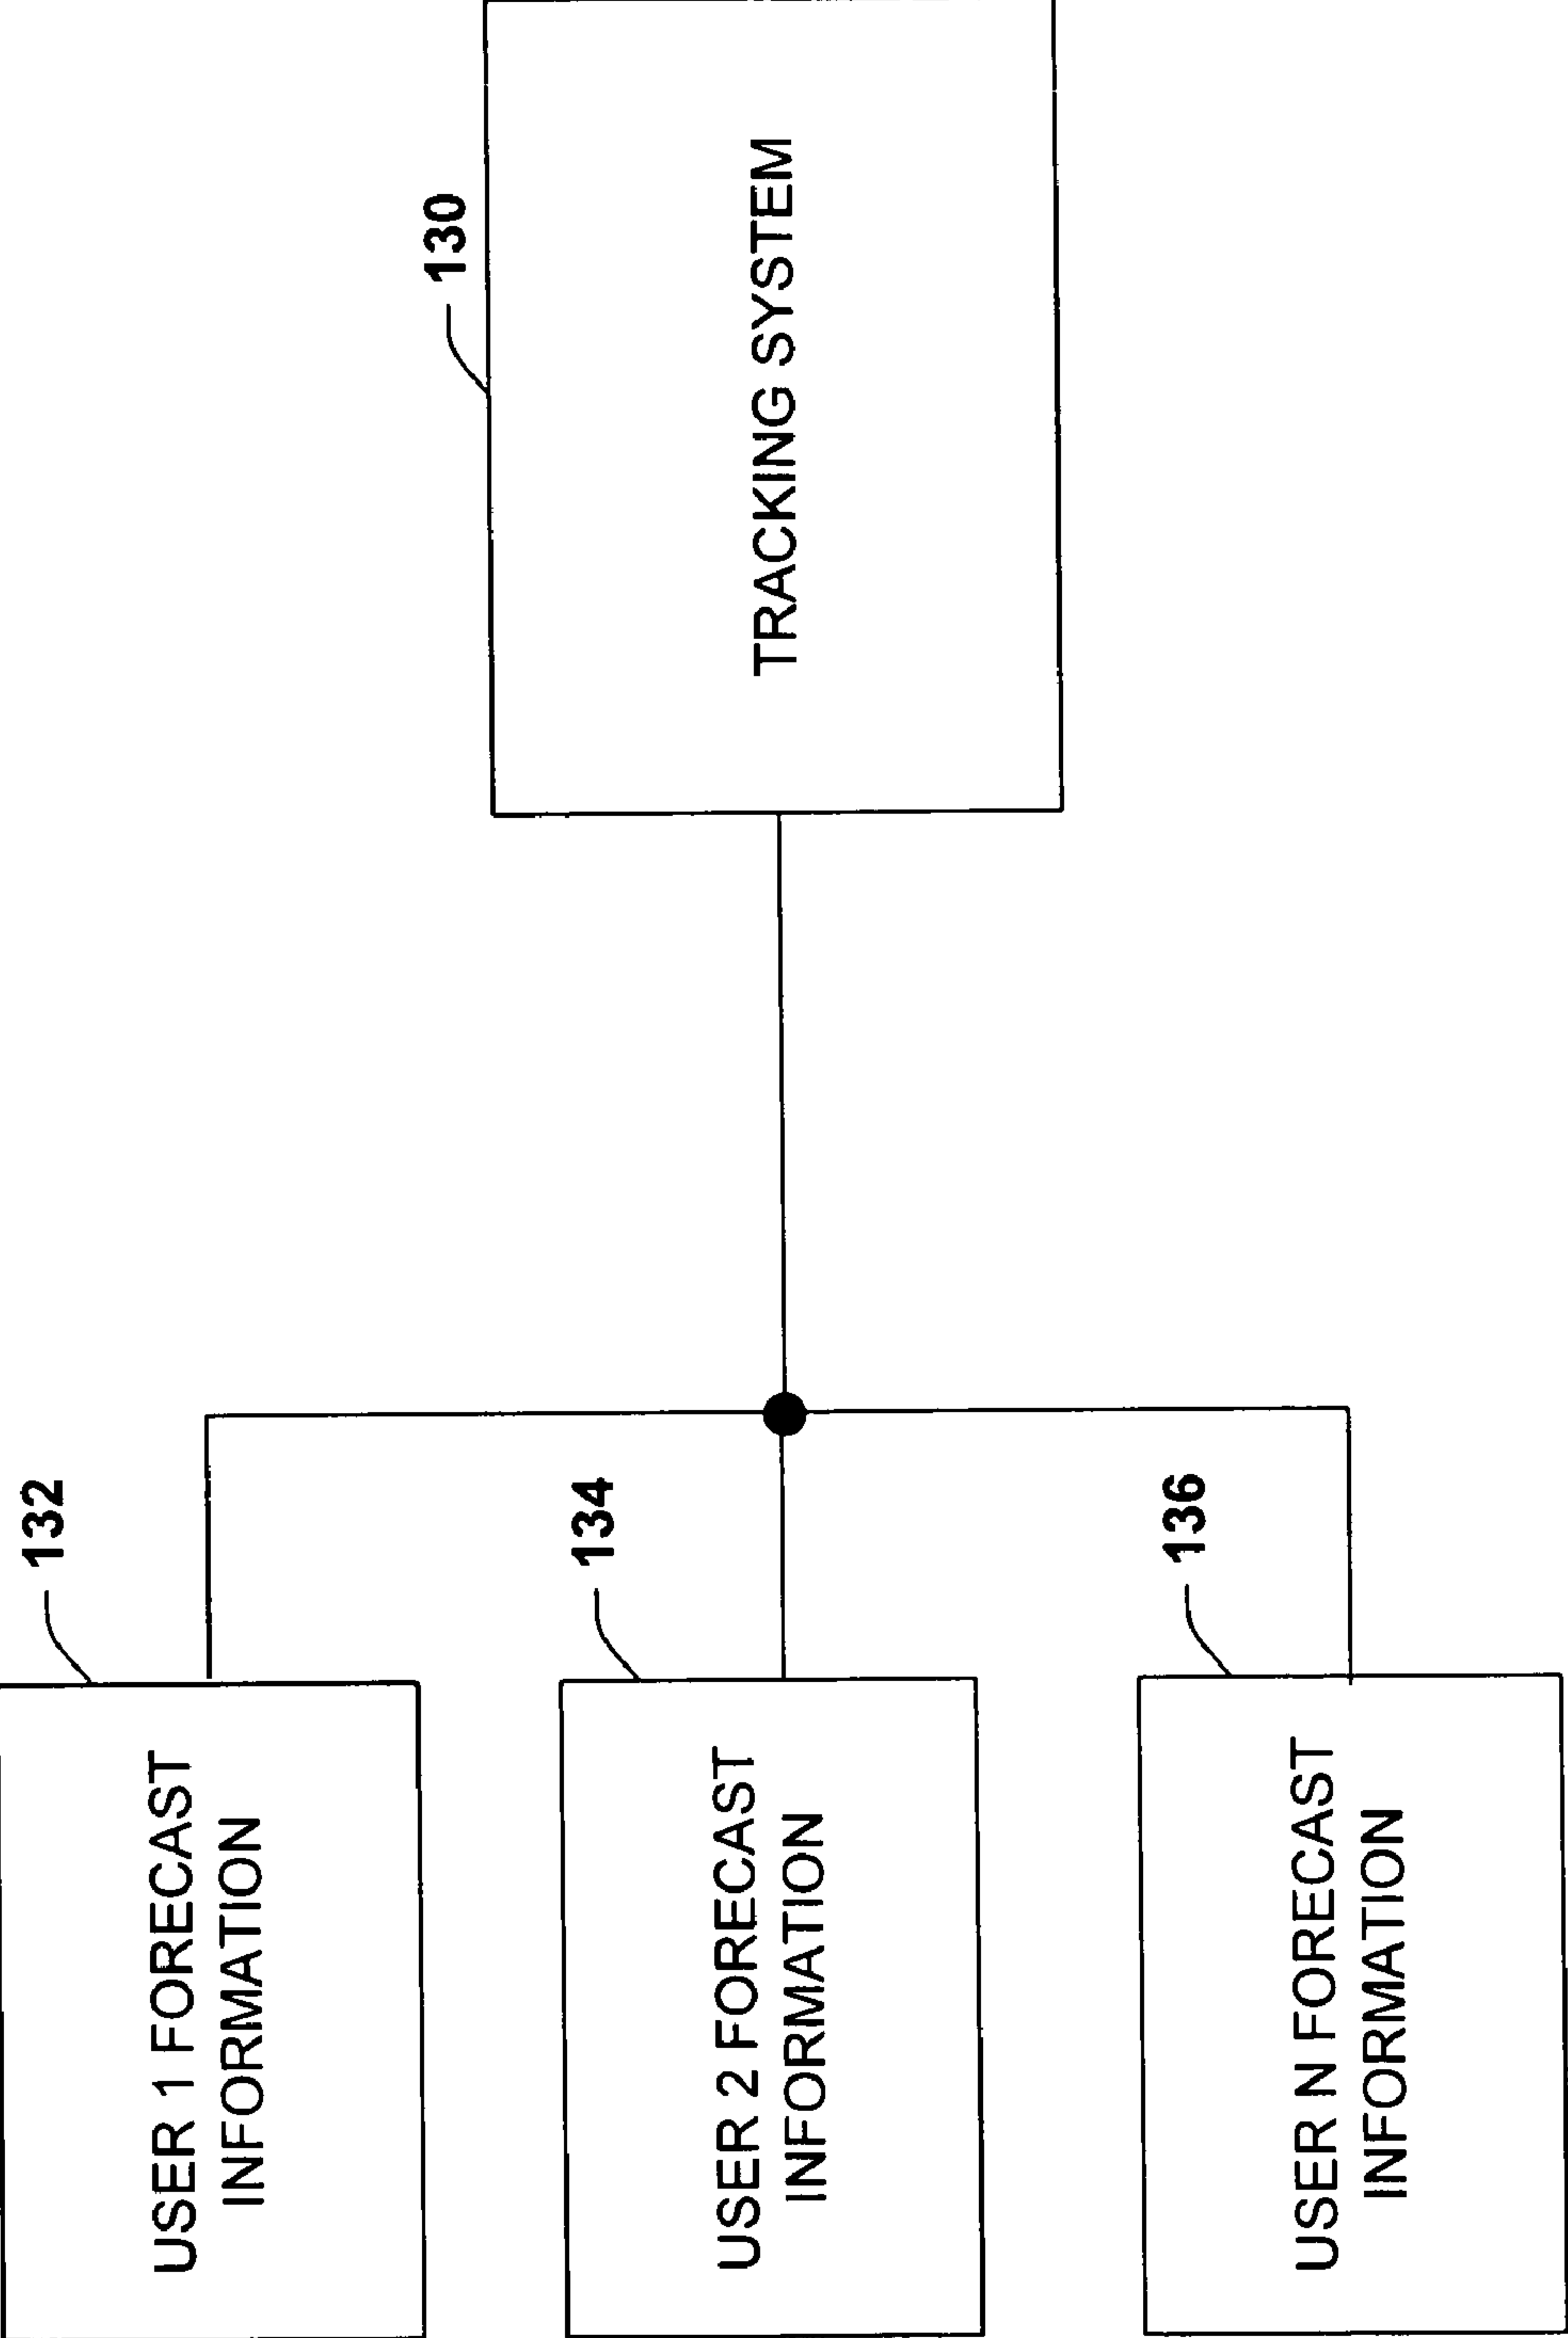 132
USER 1 FORECAST
INFORMATION
130
134
USER 2 FORECAST
INFORMATION
TRACKING SYSTEM
136
USER N FORECAST
INFORMATION